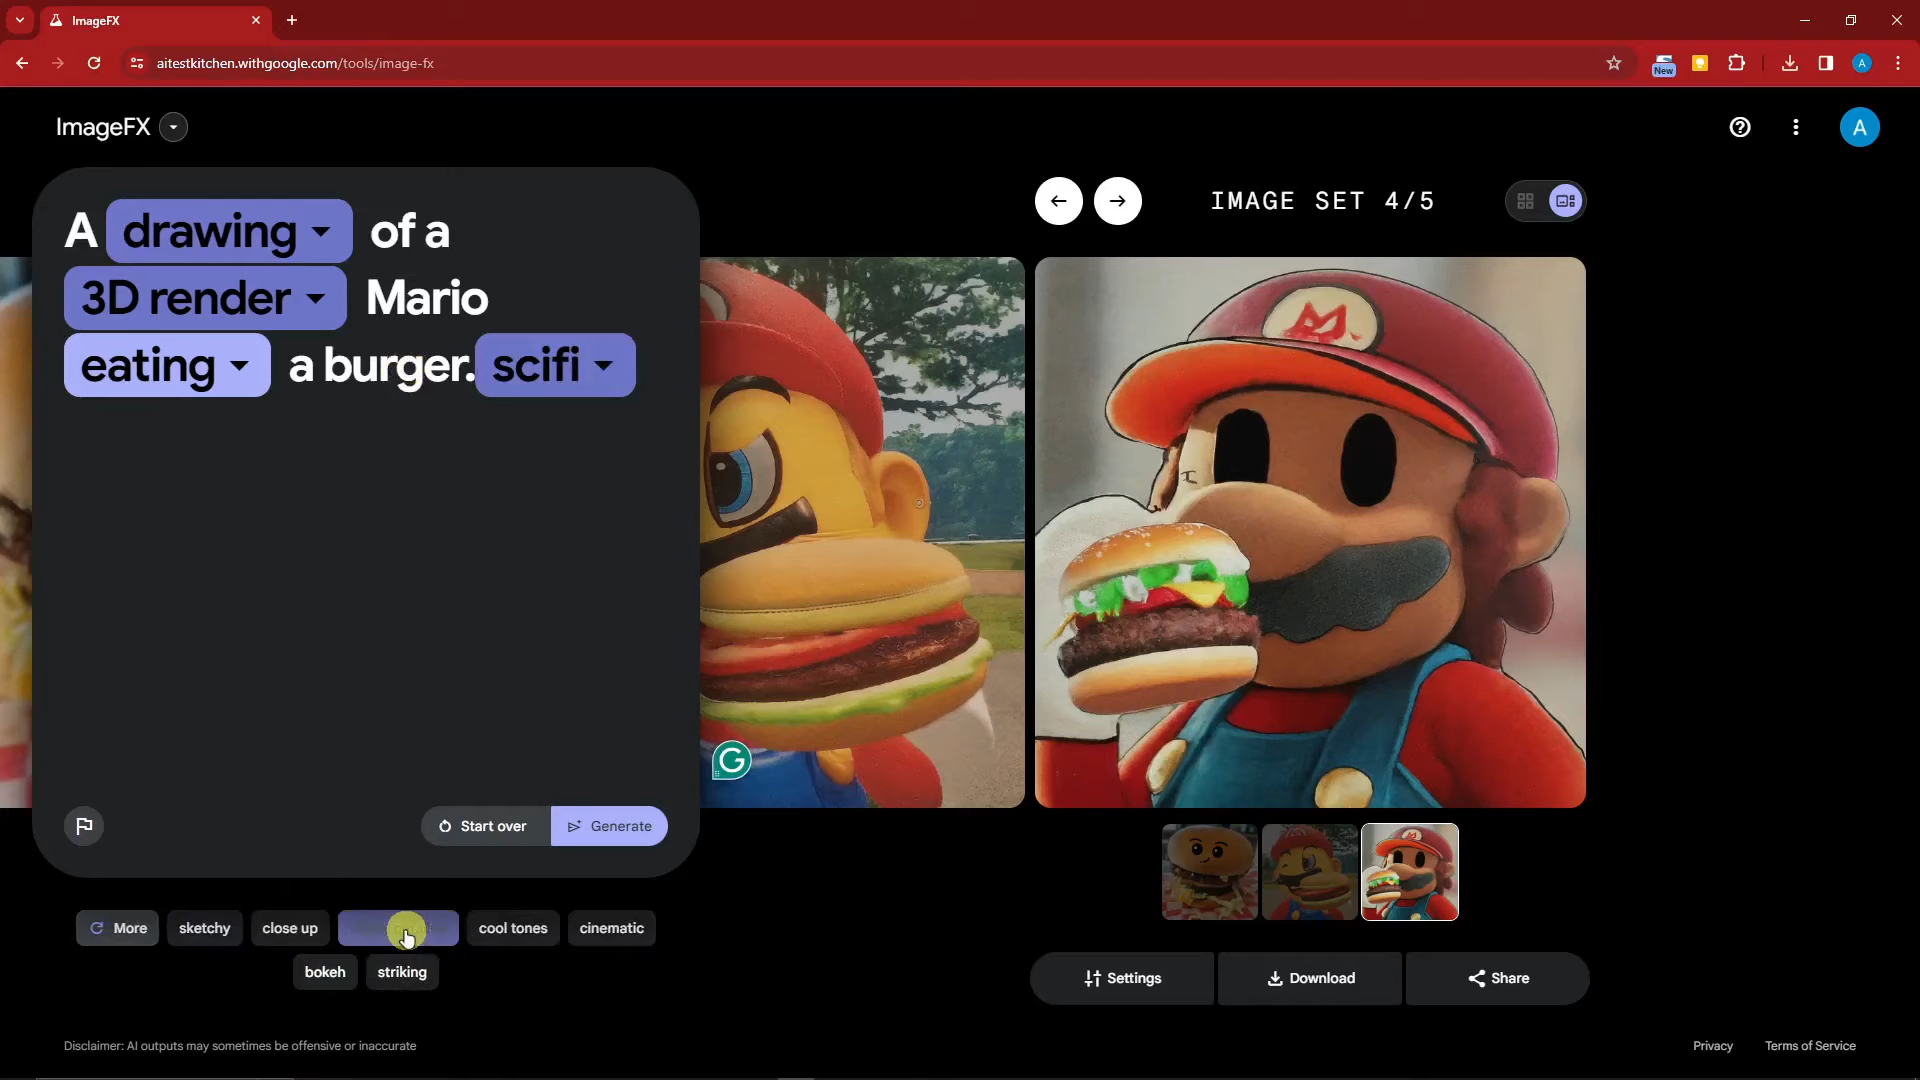 ImageFX
aitestkitchen.withgoogle.com/tools/image-fx
New
A
ImageFX
A
A drawing of a
3D render Mario
eating a burger. scifi
IMAGE SET 4/5
M
G
Start over
Generate
More
sketchy
close up
cool tones
cinematic
bokeh
striking
Settings
Download
Share
Disclaimer: AI outputs may sometimes be offensive or inaccurate
Privacy
Terms of Service